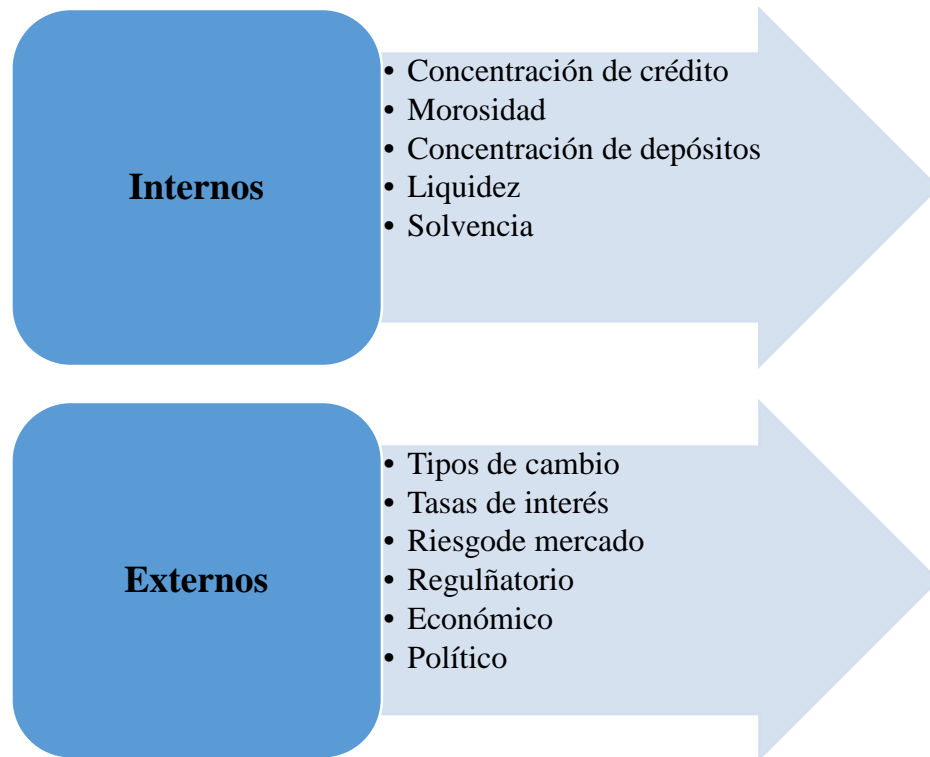 Internos
• Concentración de crédito
• Morosidad
• Concentración de depósitos
• Liquidez
• Solvencia
Externos
• Tipos de cambio
• Tasas de interés
• Riesgode mercado
• Regulñatorio
• Económico
• Político